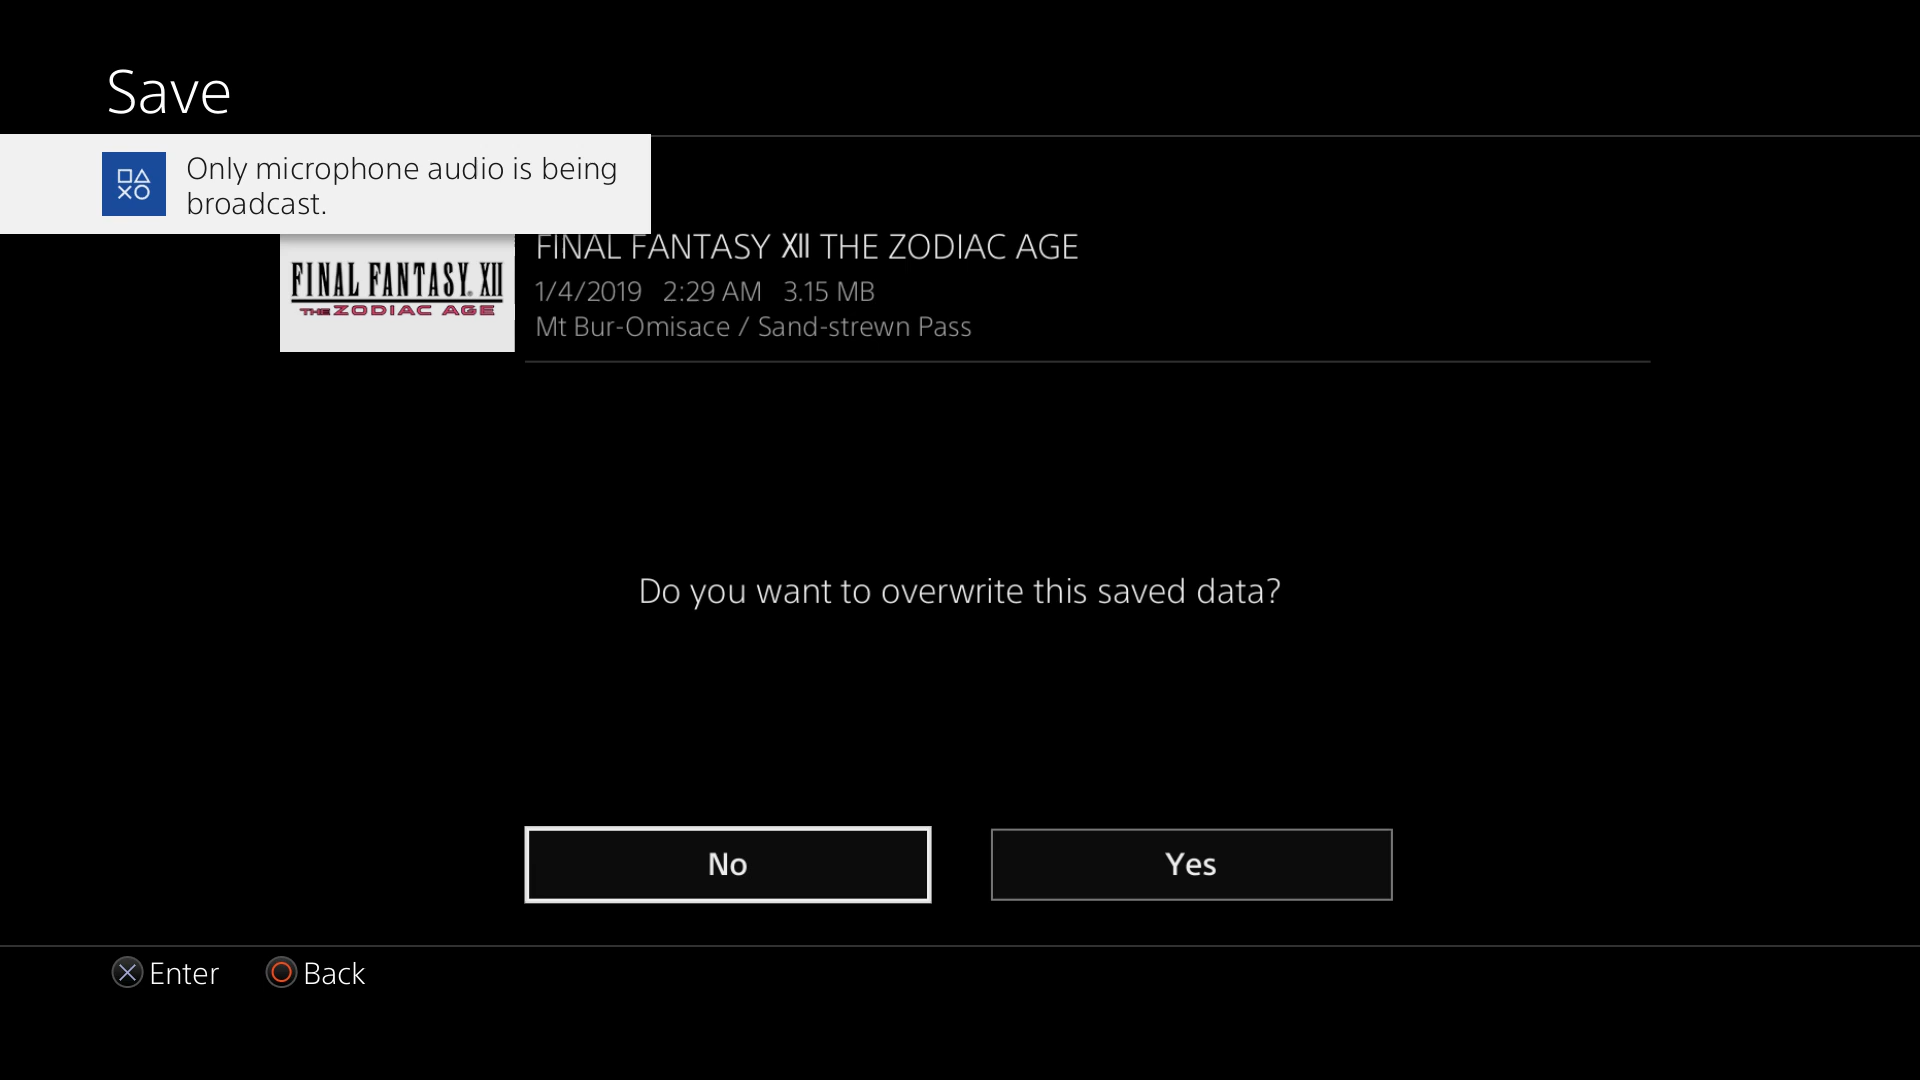 Save
Only microphone audio is being
broadcast.
FINAL FANTASY XII THE ZODIAC AGE
FINAL FANTASY XII
THE ZODIAC AGE
1/4/2019 2:29 AM 3.15 MB
Mt Bur-Omisace / Sand-strewn Pass
Do you want to overwrite this saved data?
No
Yes
Enter
Back